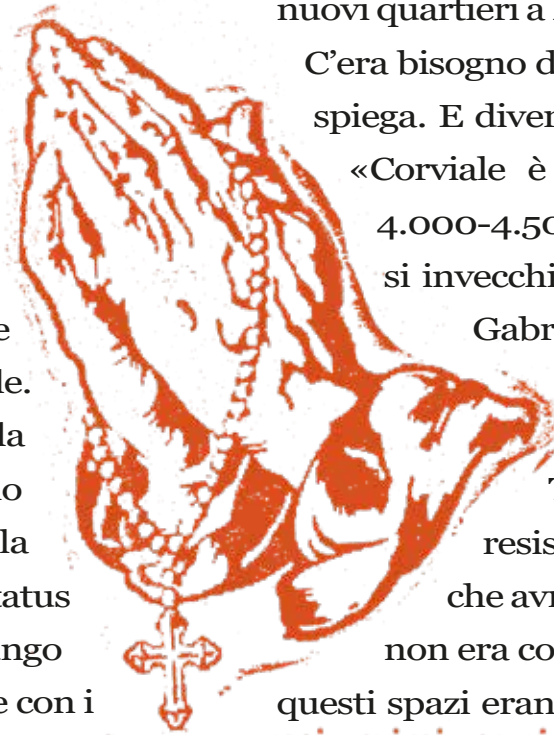 nuovi quartieri a
C'era bisogno d
spiega. E diver
«Corviale è
4.000-4.50
si invecchi
Gabr
e
le.
la
o
la
resis
tatus
che avr
ngo
non era co
e con i
questi spazi eran